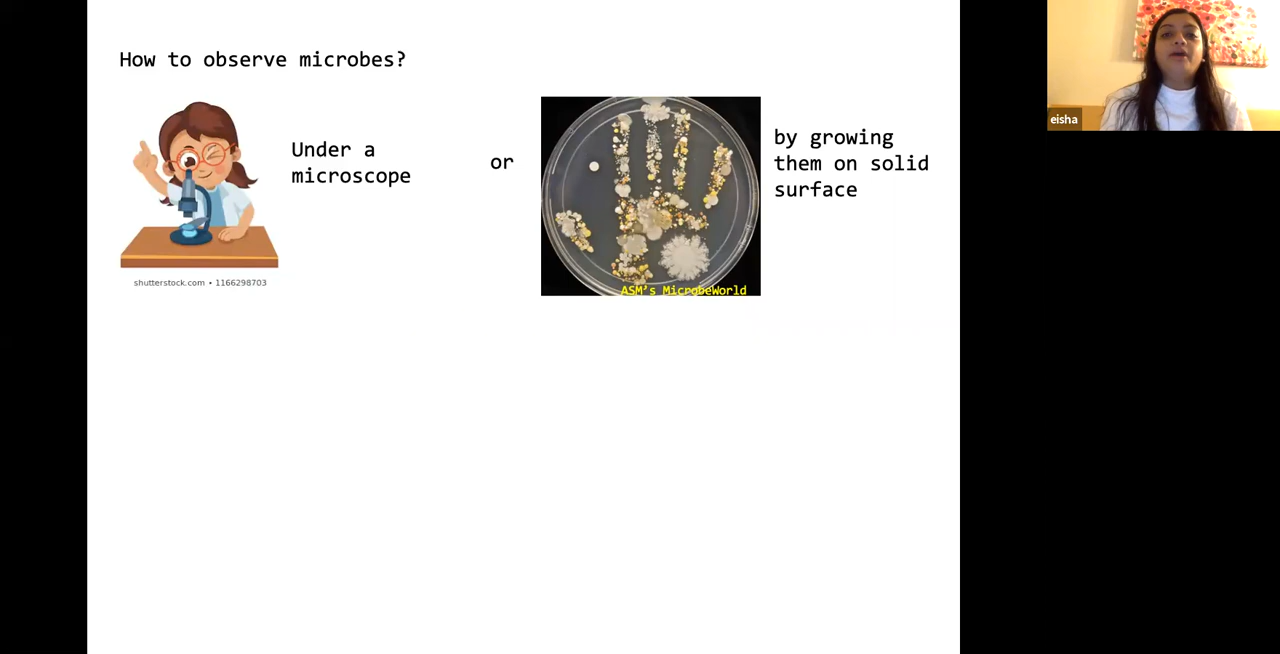 How to observe microbes?
Under a
microscope
or
by growing
them on solid
surface
shutterstock.com • 1166298703
ASM's MicrobeWorld
eisha